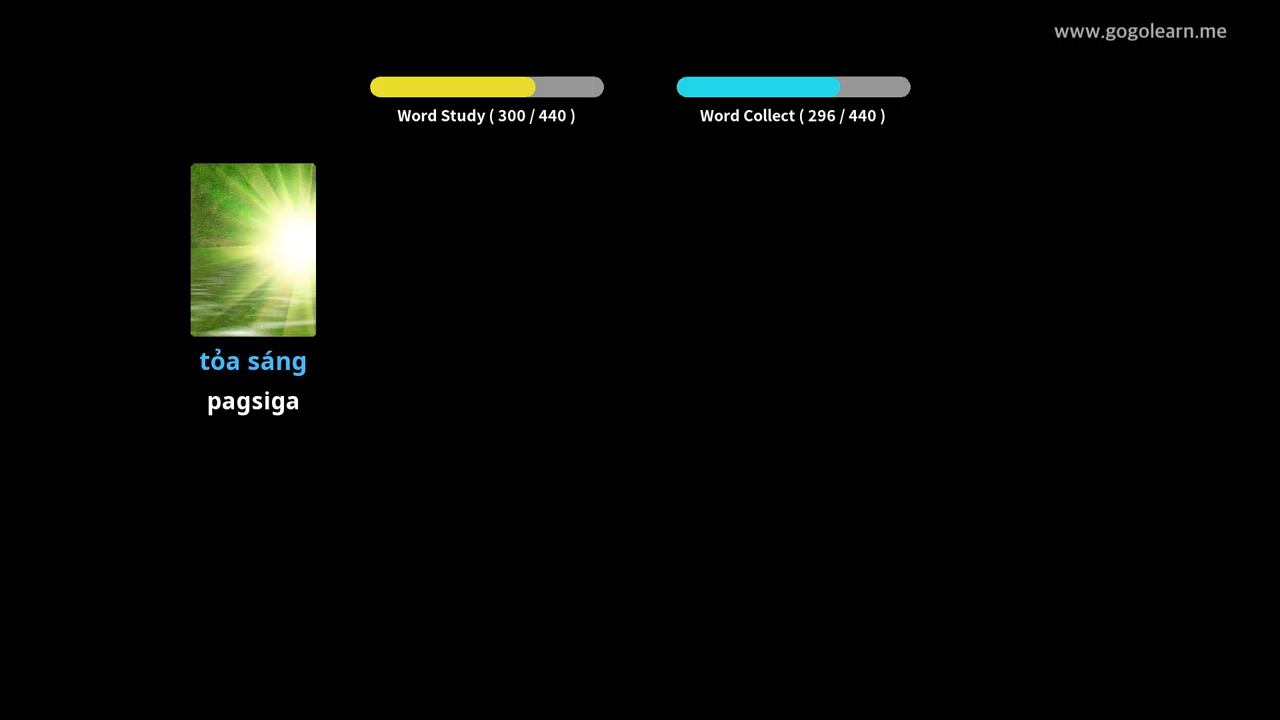 www.gogolearn.me
Word Study ( 300 / 440 )
Word Collect ( 296 / 440 )
tỏa sáng
pagsiga